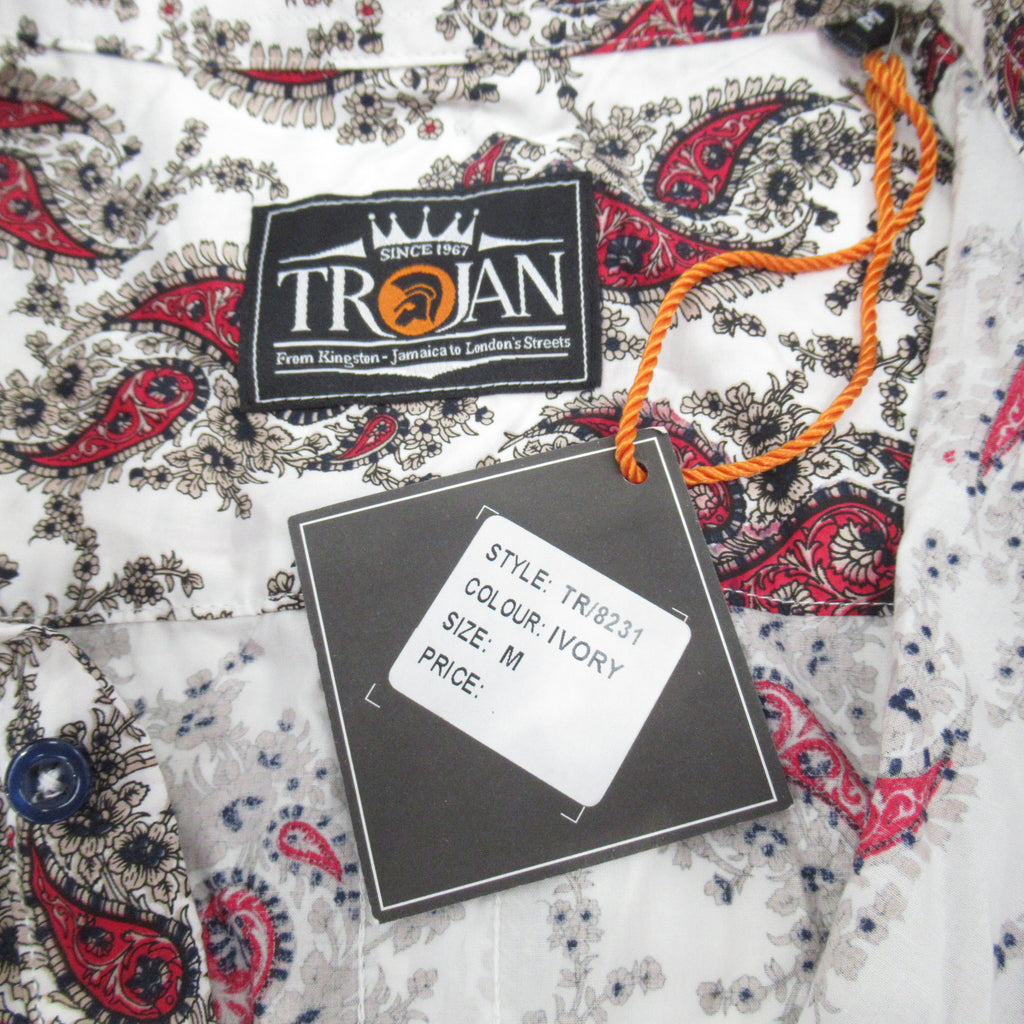 M
SINCE 1967
TROJAN
From Kingston - Jamaica to London's Streets
STYLE: TR/8231
COLOUR: IVORY
SIZE: M
PRICE: